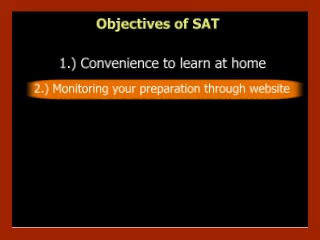 Objectives of SAT
1.) Convenience to learn at home
2.) Monitoring your preparation through website